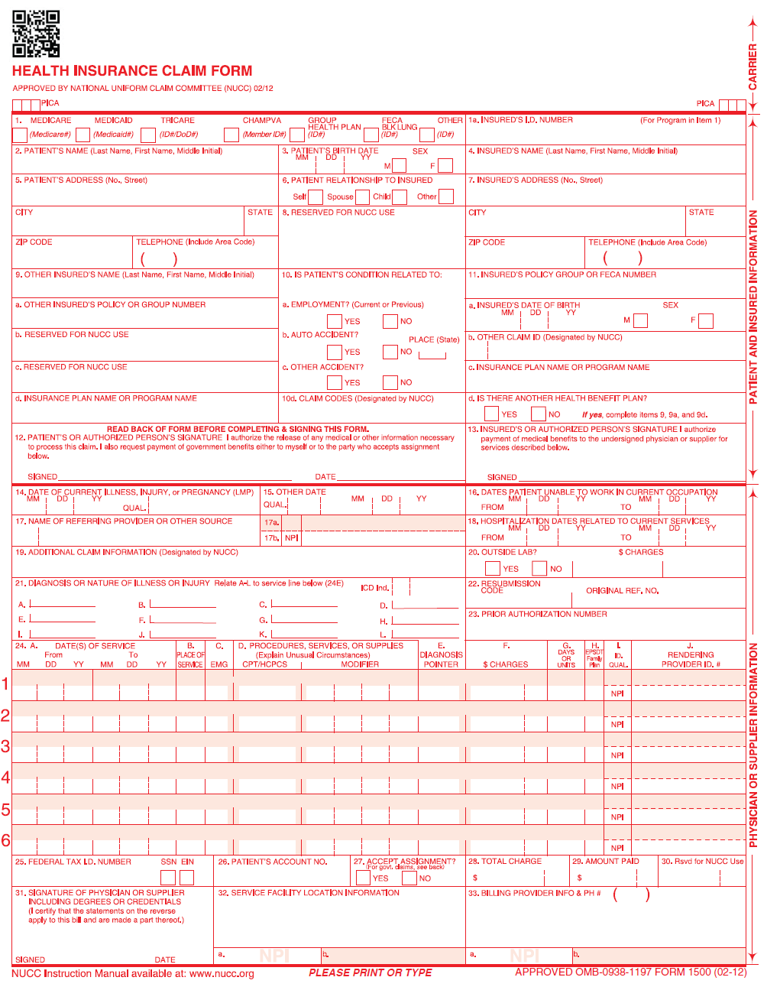 HEALTH INSURANCE CLAIM FORM
APPROVED BY NATIONAL UNIFORM CLAIM COMMITTEE (NUCC) 02/12
PICA PICA
CARRIER
1. MEDICARE MEDICAID TRICARE CHAMPVA GROUP HEALTH PLAN FECA BLK LUNG OTHER
(Medicare#) (Medicaid#) (ID#/DoD#) (Member ID#) (ID#) (ID#) (ID#)
1a. INSURED'S I.D. NUMBER (For Program in Item 1)
2. PATIENT'S NAME (Last Name, First Name, Middle Initial)
3. PATIENT'S BIRTH DATE SEX
MM DD YY M F
4. INSURED'S NAME (Last Name, First Name, Middle Initial)
5. PATIENT'S ADDRESS (No., Street)
6. PATIENT RELATIONSHIP TO INSURED
Self Spouse Child Other
7. INSURED'S ADDRESS (No., Street)
CITY STATE
8. RESERVED FOR NUCC USE
CITY STATE
ZIP CODE TELEPHONE (Include Area Code)
( )
ZIP CODE TELEPHONE (Include Area Code)
( )
9. OTHER INSURED'S NAME (Last Name, First Name, Middle Initial)
10. IS PATIENT'S CONDITION RELATED TO:
11. INSURED'S POLICY GROUP OR FECA NUMBER
a. OTHER INSURED'S POLICY OR GROUP NUMBER
a. EMPLOYMENT? (Current or Previous)
YES NO
a. INSURED'S DATE OF BIRTH SEX
MM DD YY M F
b. RESERVED FOR NUCC USE
b. AUTO ACCIDENT? PLACE (State)
YES NO
b. OTHER CLAIM ID (Designated by NUCC)
c. RESERVED FOR NUCC USE
c. OTHER ACCIDENT?
YES NO
c. INSURANCE PLAN NAME OR PROGRAM NAME
d. INSURANCE PLAN NAME OR PROGRAM NAME
10d. CLAIM CODES (Designated by NUCC)
d. IS THERE ANOTHER HEALTH BENEFIT PLAN?
YES NO If yes, complete items 9, 9a, and 9d.
READ BACK OF FORM BEFORE COMPLETING & SIGNING THIS FORM.
12. PATIENT'S OR AUTHORIZED PERSON'S SIGNATURE I authorize the release of any medical or other information necessary
to process this claim. I also request payment of government benefits either to myself or to the party who accepts assignment
below.
SIGNED DATE
13. INSURED'S OR AUTHORIZED PERSON'S SIGNATURE I authorize
payment of medical benefits to the undersigned physician or supplier for
services described below.
SIGNED
PATIENT AND INSURED INFORMATION
14. DATE OF CURRENT ILLNESS, INJURY, or PREGNANCY (LMP)
MM DD YY QUAL.
15. OTHER DATE
QUAL. MM DD YY
16. DATES PATIENT UNABLE TO WORK IN CURRENT OCCUPATION
MM DD YY MM DD YY
FROM TO
17. NAME OF REFERRING PROVIDER OR OTHER SOURCE
17a.
17b. NPI
18. HOSPITALIZATION DATES RELATED TO CURRENT SERVICES
MM DD YY MM DD YY
FROM TO
19. ADDITIONAL CLAIM INFORMATION (Designated by NUCC)
20. OUTSIDE LAB? $ CHARGES
YES NO
21. DIAGNOSIS OR NATURE OF ILLNESS OR INJURY Relate A-L to service line below (24E) ICD Ind.
A. B. C. D.
E. F. G. H.
I. J. K. L.
22. RESUBMISSION
CODE ORIGINAL REF. NO.
23. PRIOR AUTHORIZATION NUMBER
24. A. DATE(S) OF SERVICE
From To
MM DD YY MM DD YY
B.
PLACE OF
SERVICE
C.
EMG
D. PROCEDURES, SERVICES, OR SUPPLIES
(Explain Unusual Circumstances)
CPT/HCPCS MODIFIER
E.
DIAGNOSIS
POINTER
F.
$ CHARGES
G.
DAYS
OR
UNITS
H.
EPSDT
Family
Plan
I.
ID.
QUAL.
J.
RENDERING
PROVIDER ID. #
1 NPI
2 NPI
3 NPI
4 NPI
5 NPI
6 NPI
25. FEDERAL TAX I.D. NUMBER SSN EIN
26. PATIENT'S ACCOUNT NO.
27. ACCEPT ASSIGNMENT?
(For govt. claims, see back)
YES NO
28. TOTAL CHARGE
$
29. AMOUNT PAID
$
30. Rsvd for NUCC Use
31. SIGNATURE OF PHYSICIAN OR SUPPLIER
INCLUDING DEGREES OR CREDENTIALS
(I certify that the statements on the reverse
apply to this bill and are made a part thereof.)
SIGNED DATE
32. SERVICE FACILITY LOCATION INFORMATION
a. NPI b.
33. BILLING PROVIDER INFO & PH # ( )
a. NPI b.
PHYSICIAN OR SUPPLIER INFORMATION
NUCC Instruction Manual available at: www.nucc.org
PLEASE PRINT OR TYPE
APPROVED OMB-0938-1197 FORM 1500 (02-12)